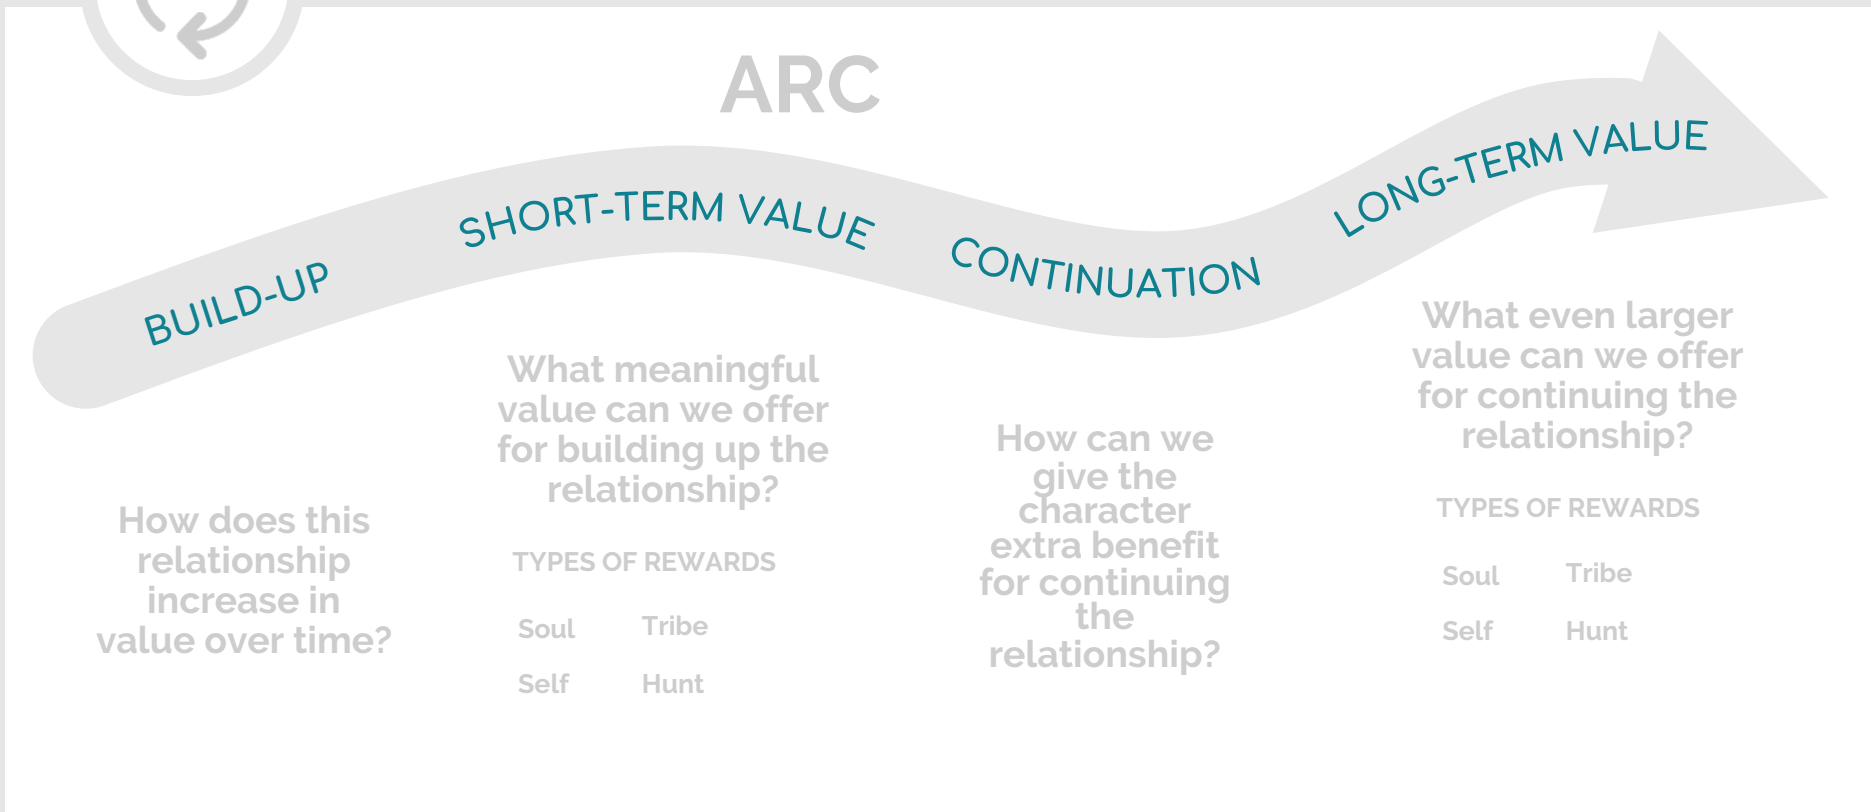 ARC
BUILD-UP
SHORT-TERM VALUE
CONTINUATION
LONG-TERM VALUE
How does this
relationship
increase in
value over time?
What meaningful
value can we offer
for building up the
relationship?
TYPES OF REWARDS
Soul Tribe
Self Hunt
How can we
give the
character
extra benefit
for continuing
the
relationship?
What even larger
value can we offer
for continuing the
relationship?
TYPES OF REWARDS
Soul Tribe
Self Hunt